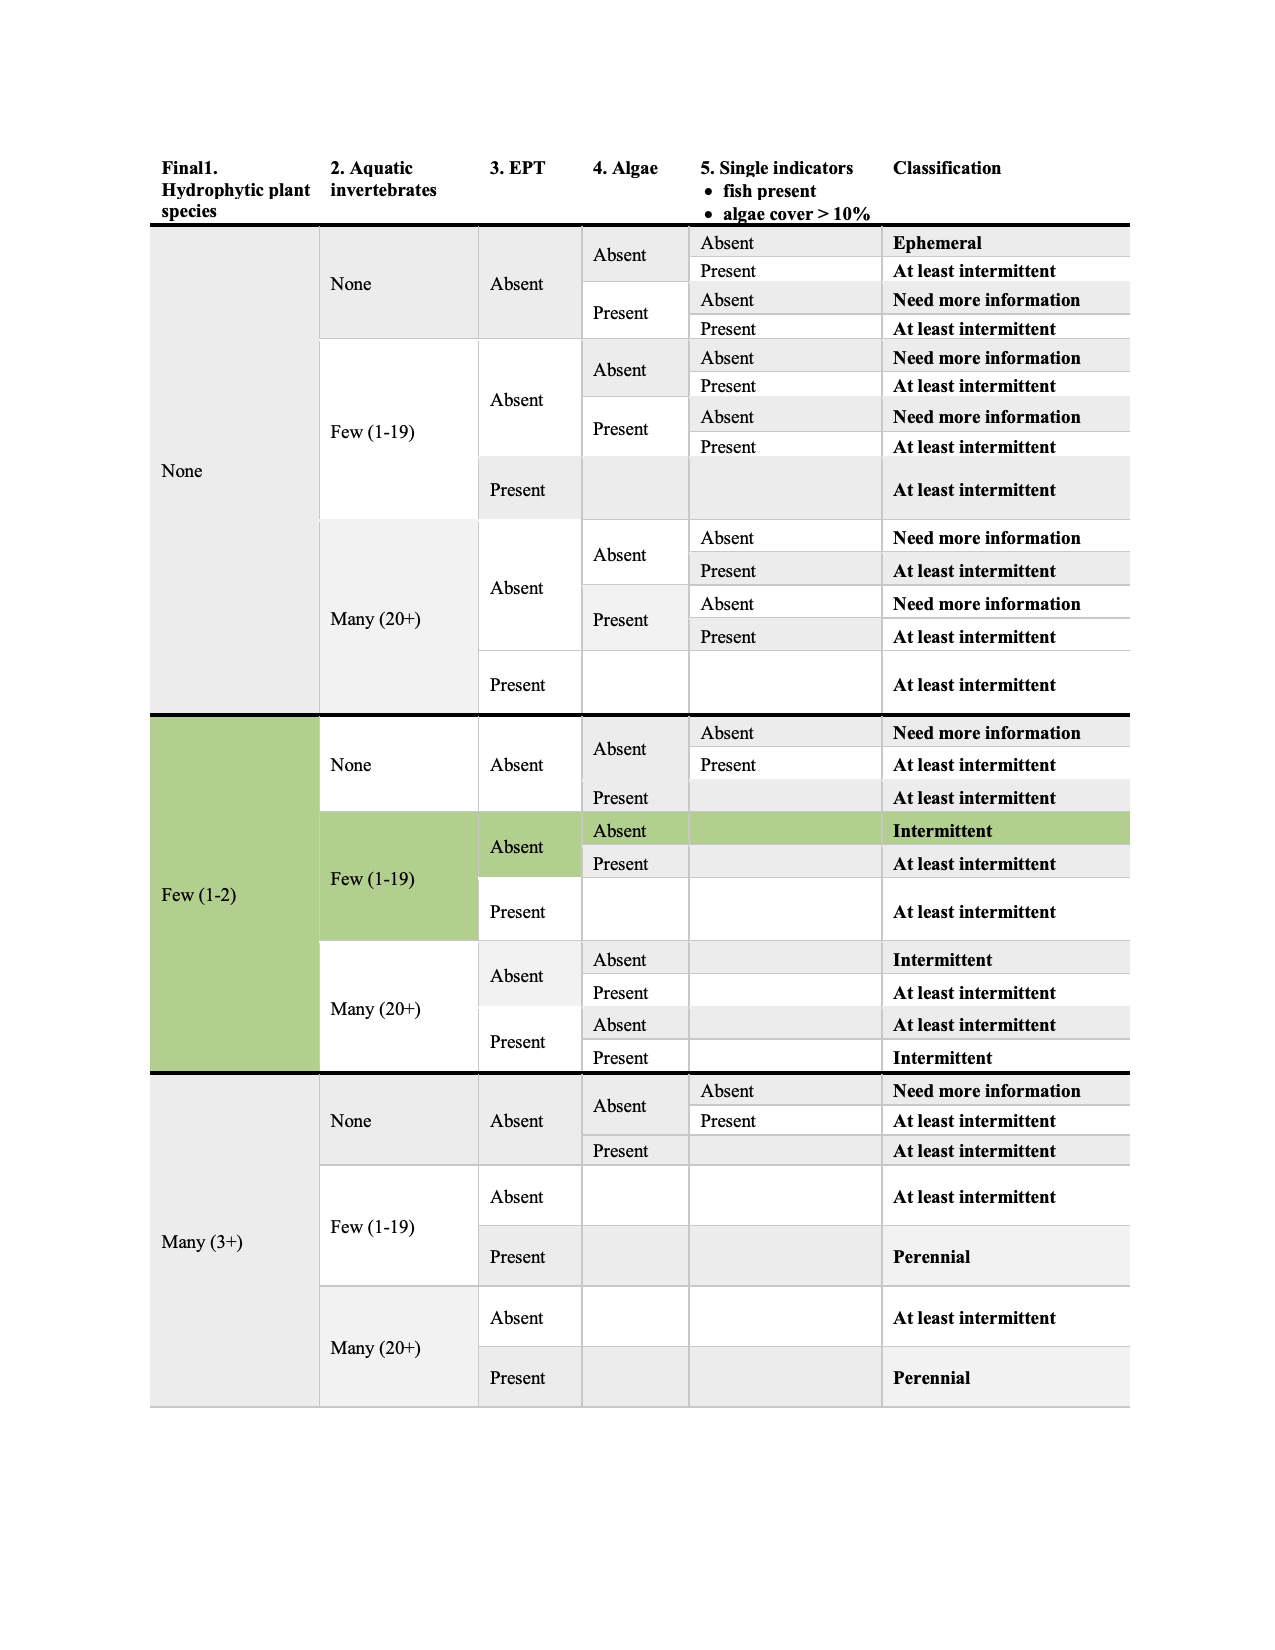 Final1. Hydrophytic plant species	2. Aquatic invertebrates	3. EPT	4. Algae	5. Single indicators • fish present • algae cover > 10%	Classification
None	None	Absent	Absent	Absent	Ephemeral
Present	At least intermittent
Present	Absent	Need more information
Present	At least intermittent
Few (1-19)	Absent	Absent	Absent	Need more information
Present	At least intermittent
Present	Absent	Need more information
Present	At least intermittent
Present	At least intermittent
Many (20+)	Absent	Absent	Absent	Need more information
Present	At least intermittent
Present	Absent	Need more information
Present	At least intermittent
Present	At least intermittent
Few (1-2)	None	Absent	Absent	Absent	Need more information
Present	At least intermittent
Present	At least intermittent
Few (1-19)	Absent	Absent	Intermittent
Present	At least intermittent
Present	At least intermittent
Many (20+)	Absent	Absent	Intermittent
Present	At least intermittent
Present	Absent	At least intermittent
Present	Intermittent
Many (3+)	None	Absent	Absent	Absent	Need more information
Present	At least intermittent
Present	At least intermittent
Few (1-19)	Absent	At least intermittent
Present	Perennial
Many (20+)	Absent	At least intermittent
Present	Perennial